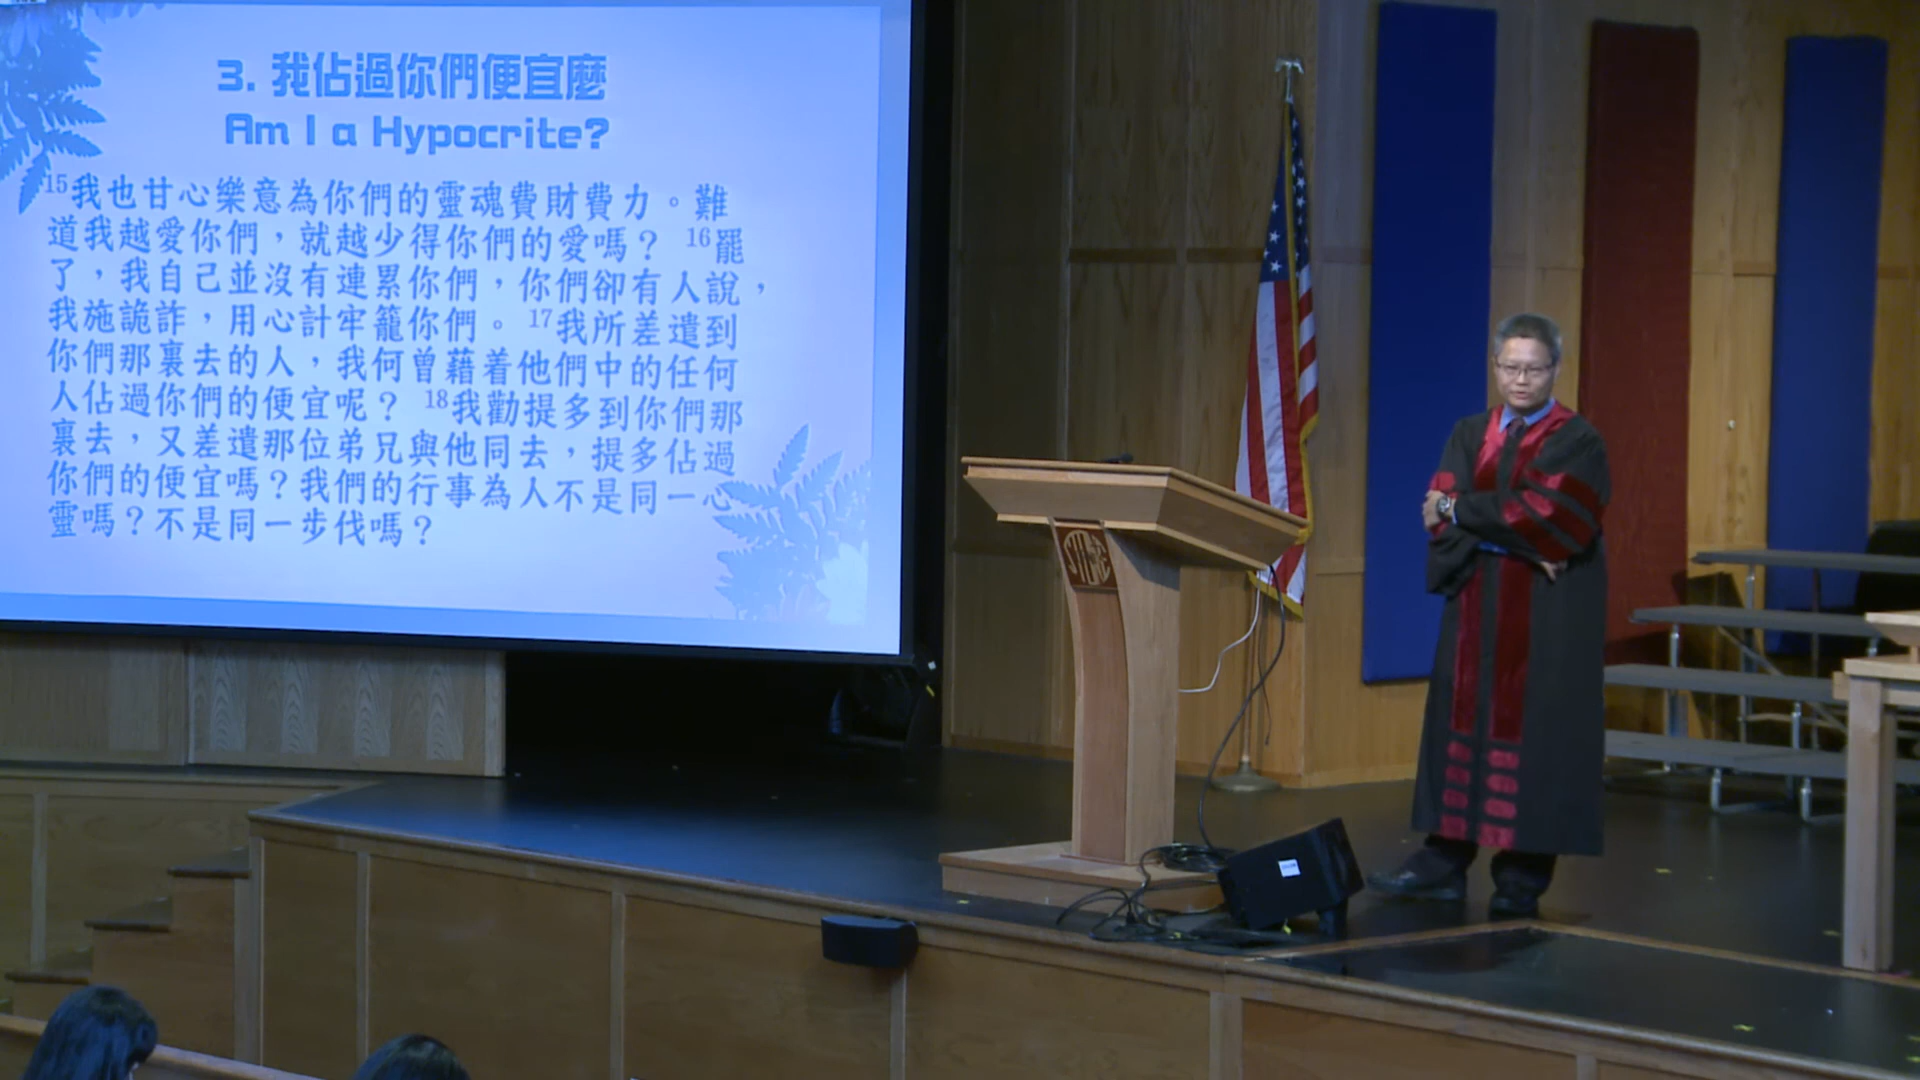 3. 我佔過你們便宜麼
Am I a Hypocrite?
15我也甘心樂意為你們的靈魂費財費力。難
道我越愛你們，就越少得你們的愛嗎？ 16罷
了，我自己並沒有連累你們，你們卻有人說，
我施詭詐，用心計牢籠你們。 17我所差遣到
你們那裏去的人，我何曾藉着他們中的任何
人佔過你們的便宜呢？ 18我勸提多到你們那
裏去，又差遣那位弟兄與他同去，提多佔過
你們的便宜嗎？我們的行事為人不是同一心
靈嗎？不是同一步伐嗎？